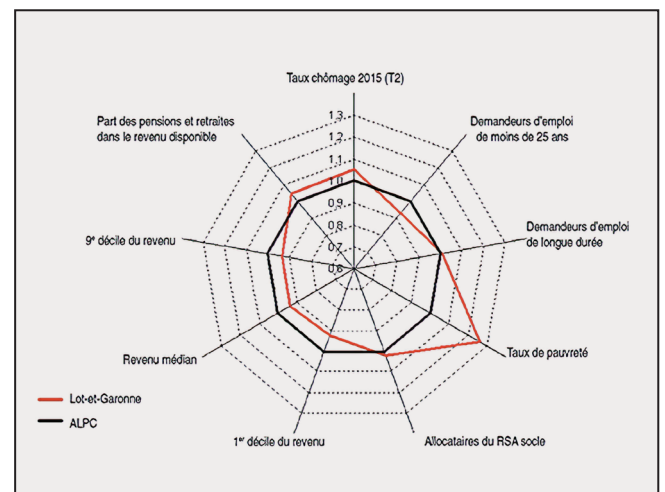 Taux chômage 2015 (T2)
Part des pensions et retraites
dans le revenu disponible
Demandeurs d'emploi
de moins de 25 ans
1.3
1.2
1.1
1.0
0.9
0.8
0.7
0.6
9e décile du revenu
Demandeurs d'emploi
de longue durée
Revenu médian
Taux de pauvreté
Lot-et-Garonne
ALPC
1er décile du revenu
Allocataires du RSA socle